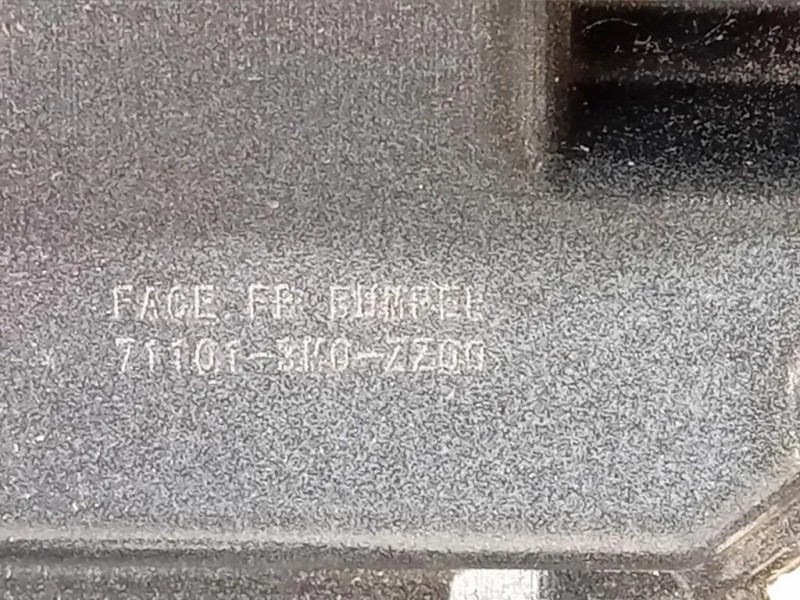 FACE, FR. BUMPER
71101-3M0-ZZ00